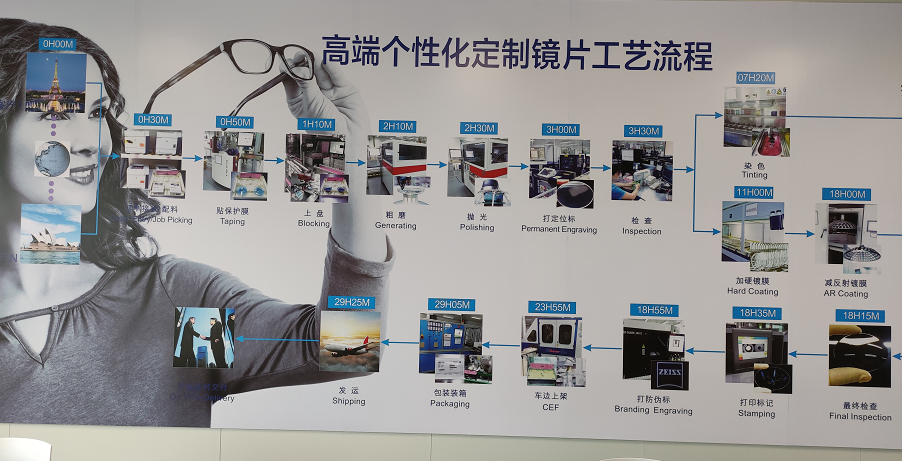 高端个性化定制镜片工艺流程
0H00M
0H30M
配料
Job Picking
0H50M
贴保护膜
Taping
1H10M
上盘
Blocking
2H10M
粗磨
Generating
2H30M
抛光
Polishing
3H00M
打定位标
Permanent Engraving
3H30M
检查
Inspection
07H20M
染色
Tinting
11H00M
加硬镀膜
Hard Coating
18H00M
减反射镀膜
AR Coating
18H15M
最终检查
Final Inspection
18H35M
打印标记
Stamping
18H55M
ZEISS
打防伪标
Branding Engraving
23H55M
车边上架
CEF
29H05M
包装装箱
Packaging
29H25M
发运
Shipping